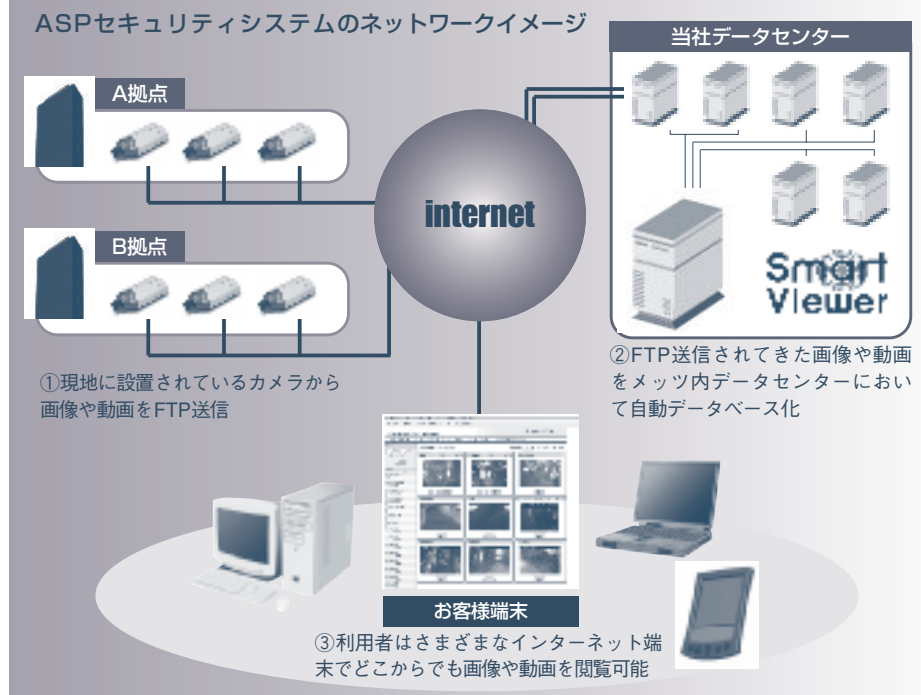 ASPセキュリティシステムのネットワークイメージ
当社データセンター
A拠点
internet
B拠点
Smart
Viewer
①現地に設置されているカメラから
画像や動画をFTP送信
②FTP送信されてきた画像や動画
をメッツ内データセンターにおい
て自動データベース化
お客様端末
③利用者はさまざまなインターネット端
末でどこからでも画像や動画を閲覧可能